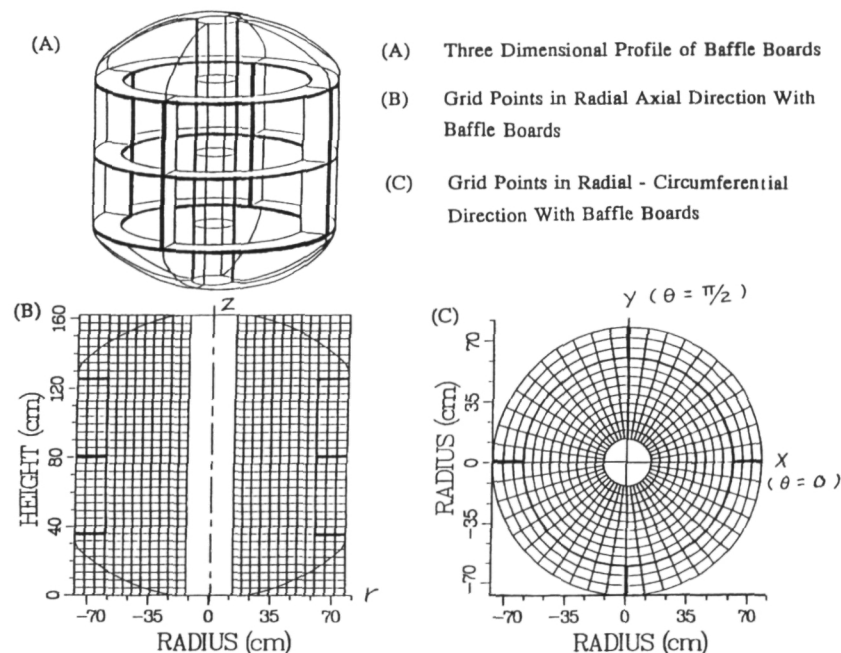 (A)
(A) Three Dimensional Profile of Baffle Boards
(B) Grid Points in Radial Axial Direction With
Baffle Boards
(C) Grid Points in Radial - Circumferential
Direction With Baffle Boards
(B)
Z
160
120
80
40
0
HEIGHT (cm)
-70 -35 0 35 70
r
RADIUS (cm)
(C)
Y (θ = π/2)
70
35
0
-35
-70
RADIUS (cm)
X
(θ=0)
-70 -35 0 35 70
RADIUS (cm)